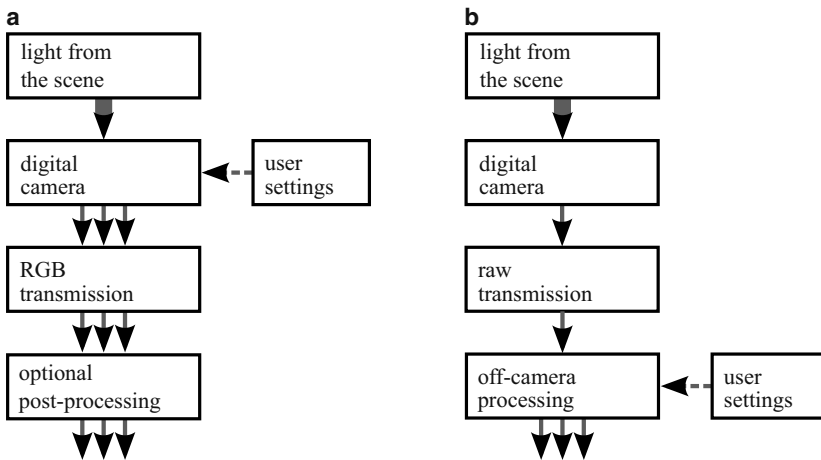 a
light from
the scene
digital
camera
user
settings
RGB
transmission
optional
post-processing
b
light from
the scene
digital
camera
raw
transmission
off-camera
processing
user
settings